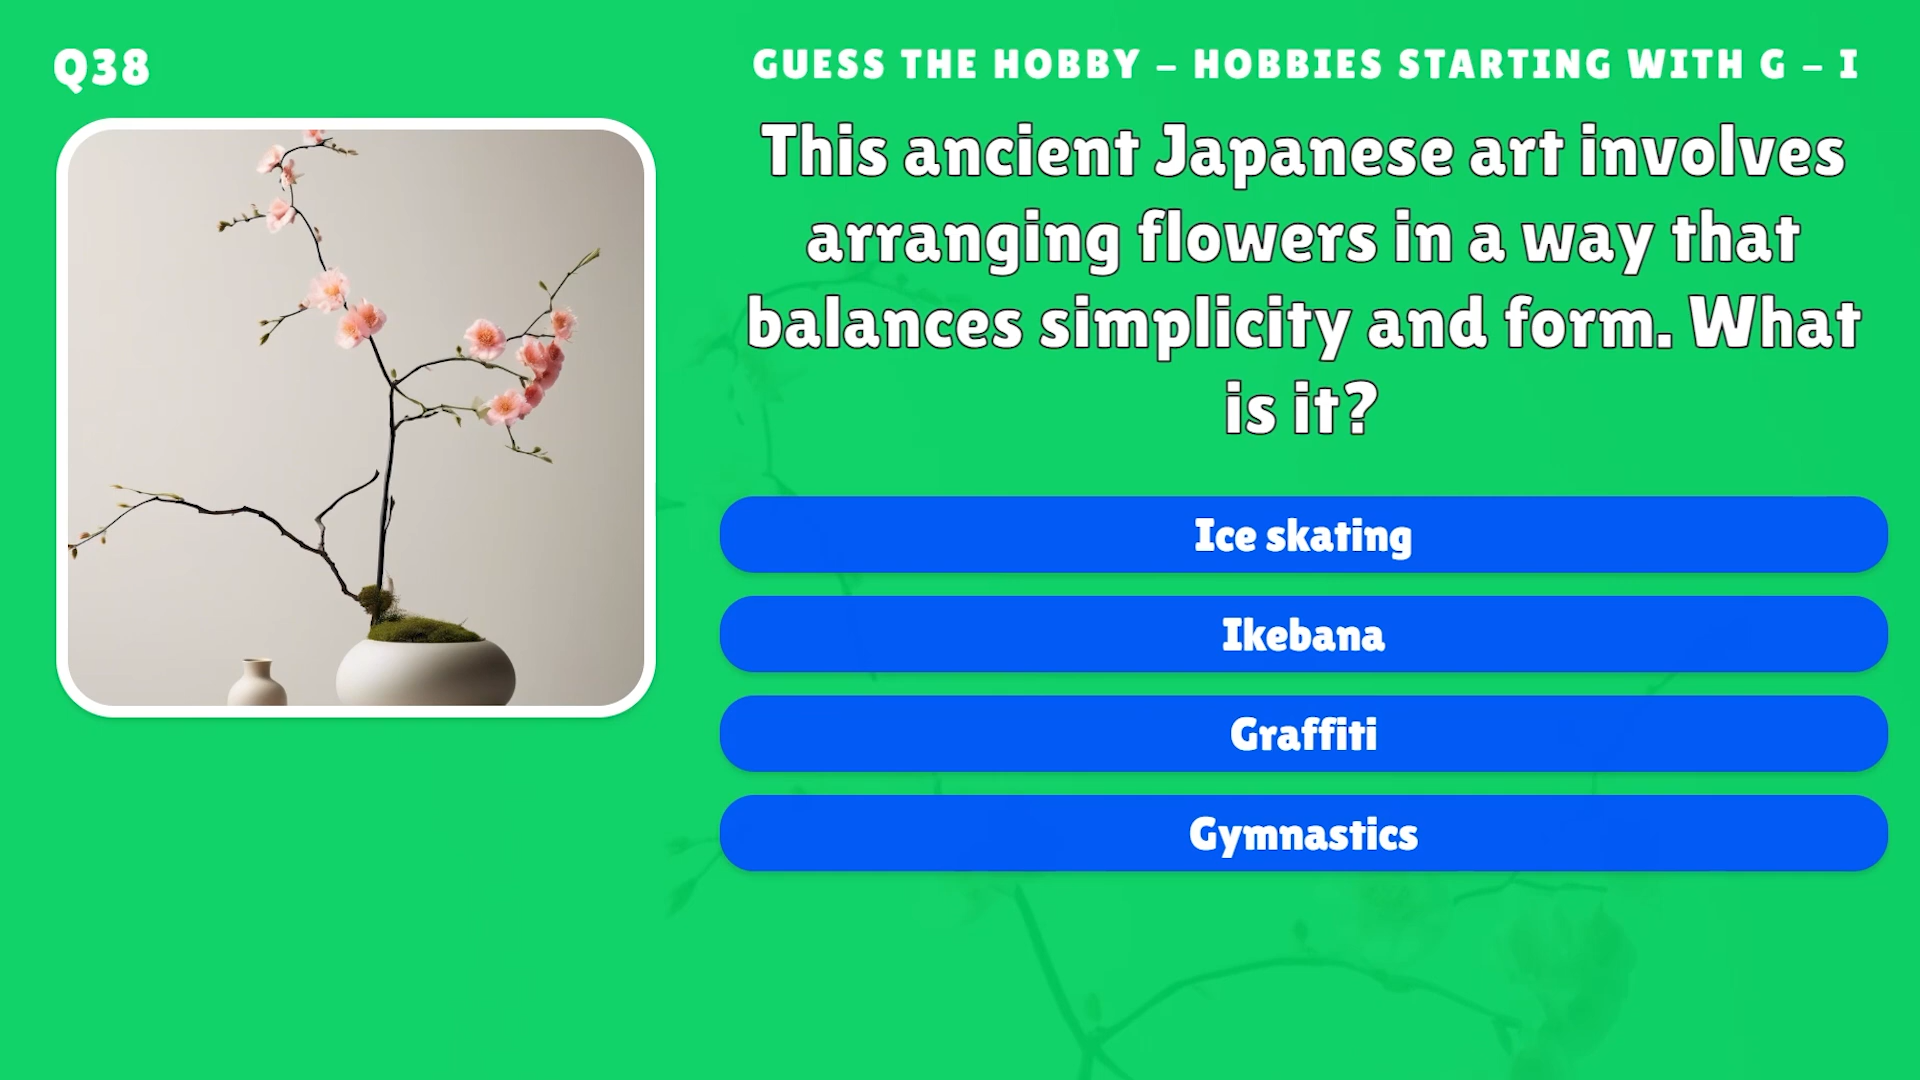 Q38
GUESS THE HOBBY – HOBBIES STARTING WITH G – I
This ancient Japanese art involves
arranging flowers in a way that
balances simplicity and form. What
is it?
Ice skating
Ikebana
Graffiti
Gymnastics